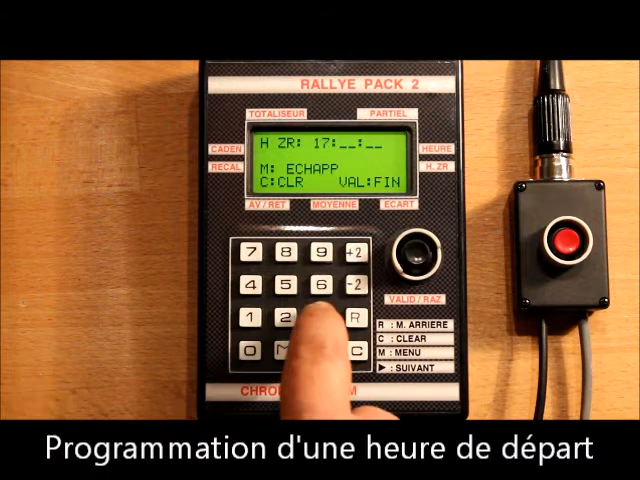 RALLYE PACK 2
TOTALISEUR PARTIEL
CADEN HEURE
RECAL H. ZR
H ZR: 17:__:__
M: ECHAPP
C:CLR VAL:FIN
AV / RET MOYENNE ECART
7 8 9 +2
4 5 6 -2
1 2 R
0 C
VALID / RAZ
R : M. ARRIERE
C : CLEAR
M : MENU
► : SUIVANT
Programmation d'une heure de départ